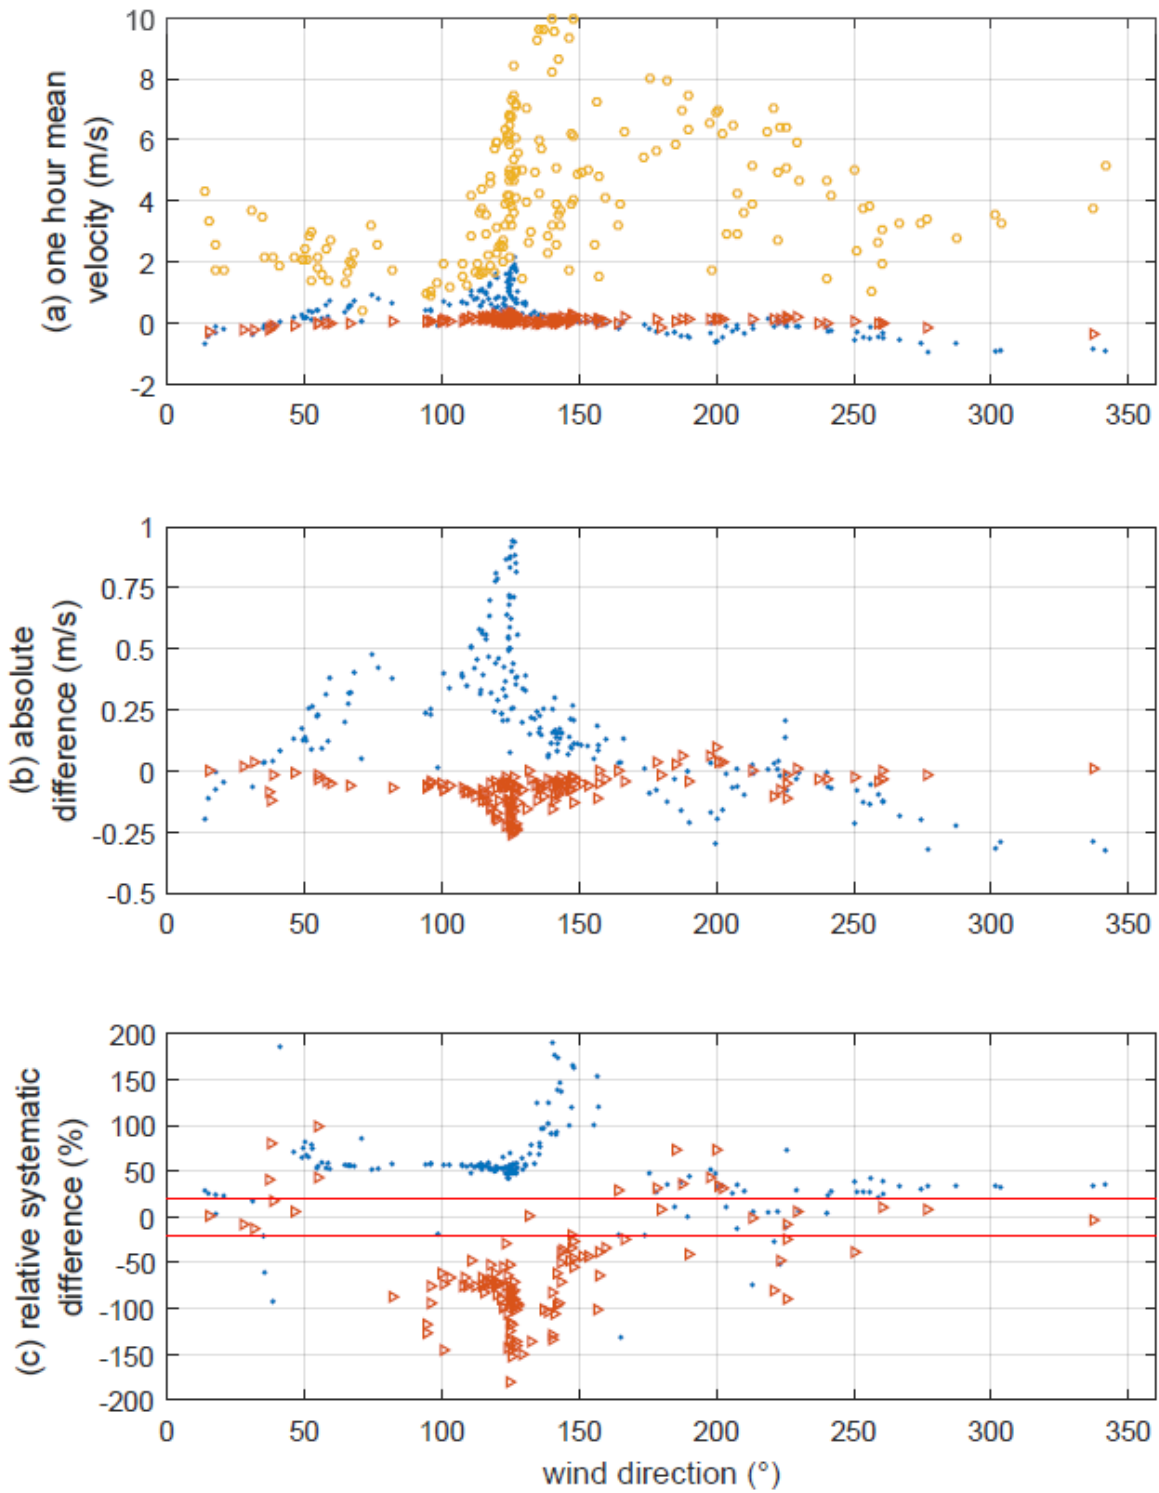 (a) one hour mean
velocity (m/s)
10
8
6
4
2
0
-2
0 50 100 150 200 250 300 350
(b) absolute
difference (m/s)
1
0.75
0.5
0.25
0
-0.25
-0.5
0 50 100 150 200 250 300 350
(c) relative systematic
difference (%)
200
150
100
50
0
-50
-100
-150
-200
0 50 100 150 200 250 300 350
wind direction (°)